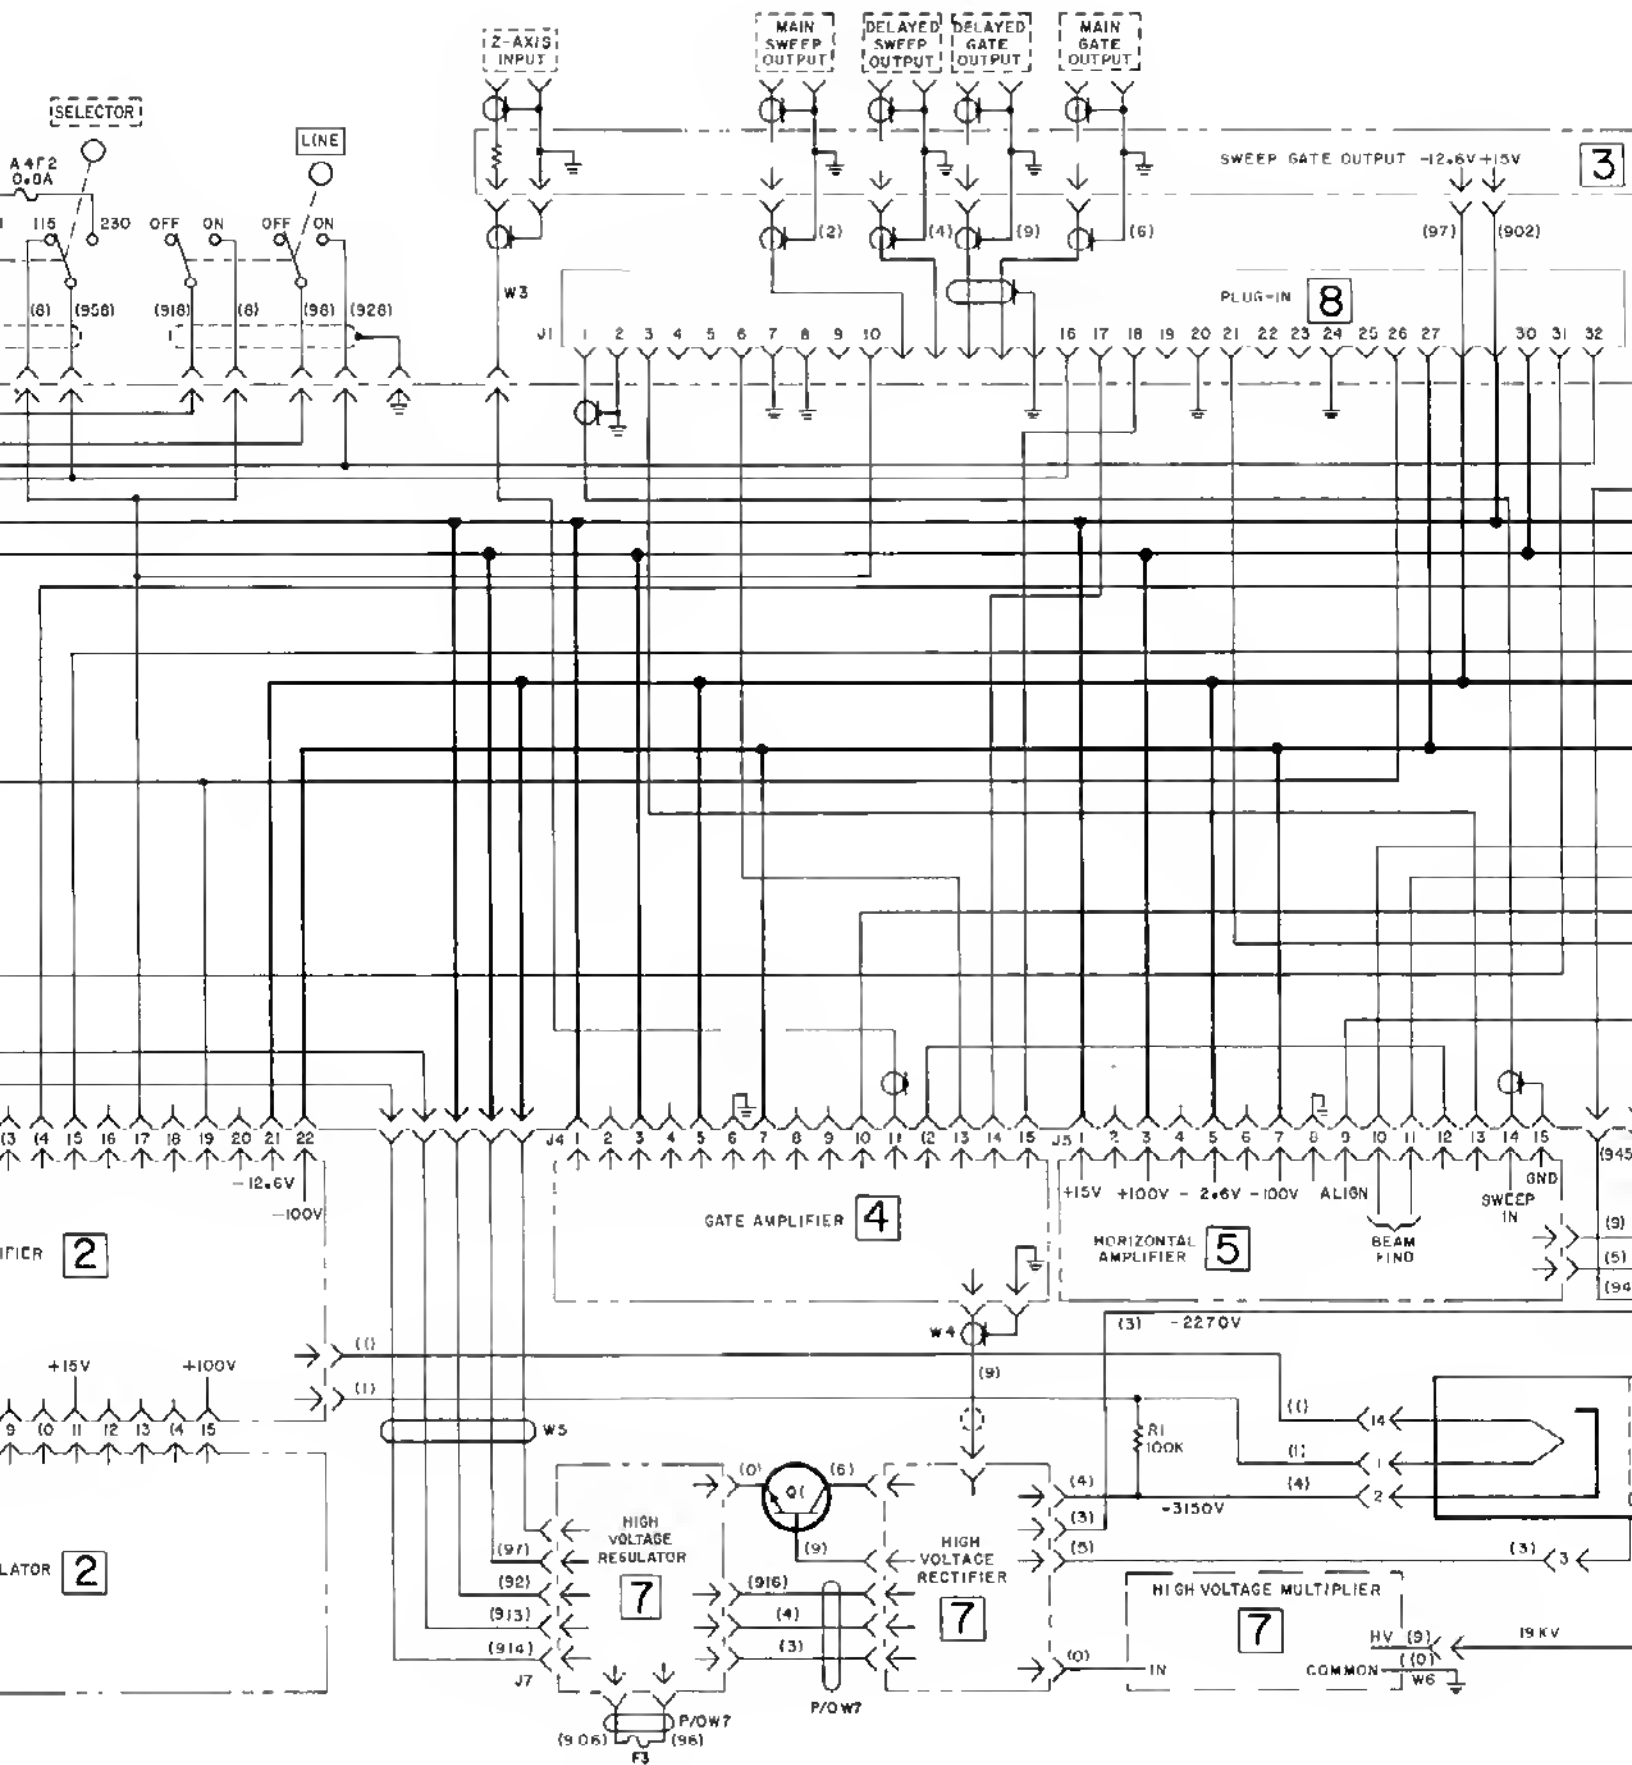 Z-AXIS
INPUT
MAIN
SWEEP
OUTPUT
DELAYED
SWEEP
OUTPUT
DELAYED
GATE
OUTPUT
MAIN
GATE
OUTPUT
SELECTOR
LINE
A4F2
0.8A
SWEEP GATE OUTPUT -12.6V +15V
3
115 230 OFF ON OFF ON
(2) (4) (9) (6) (97) (902)
(8) (958) (918) (8) (98) (928)
W3
PLUG-IN 8
J1 1 2 3 4 5 6 7 8 9 10 16 17 18 19 20 21 22 23 24 25 26 27 30 31 32
13 14 15 16 17 18 19 20 21 22
J4 1 2 3 4 5 6 7 8 9 10 11 12 13 14 15
J5 1 2 3 4 5 6 7 8 9 10 11 12 13 14 15
(945
-12.6V
-100V
+15V +100V - 2.6V -100V ALIGN
GND
SWEEP
IN
BEAM
FIND
GATE AMPLIFIER 4
HORIZONTAL
AMPLIFIER 5
IFIER 2
(9)
(5)
(94
W4
(3) -2270V
(1)
(9)
+15V +100V
(1)
9 10 11 12 13 14 15
W5
R1
100K
(1) 14
(1) 1
(4) 2
(0) Q1 (6)
(4)
-3150V
(3)
(5)
(3) 3
HIGH
VOLTAGE
REGULATOR
7
(9)
HIGH
VOLTAGE
RECTIFIER
7
(97)
(92)
(913)
(914)
J7
(916)
(4)
(3)
P/OW7
LATOR 2
HIGH VOLTAGE MULTIPLIER
7
HV (9)
19KV
(0) IN
COMMON (0)
W6
P/OW7
(906) (96)
F3